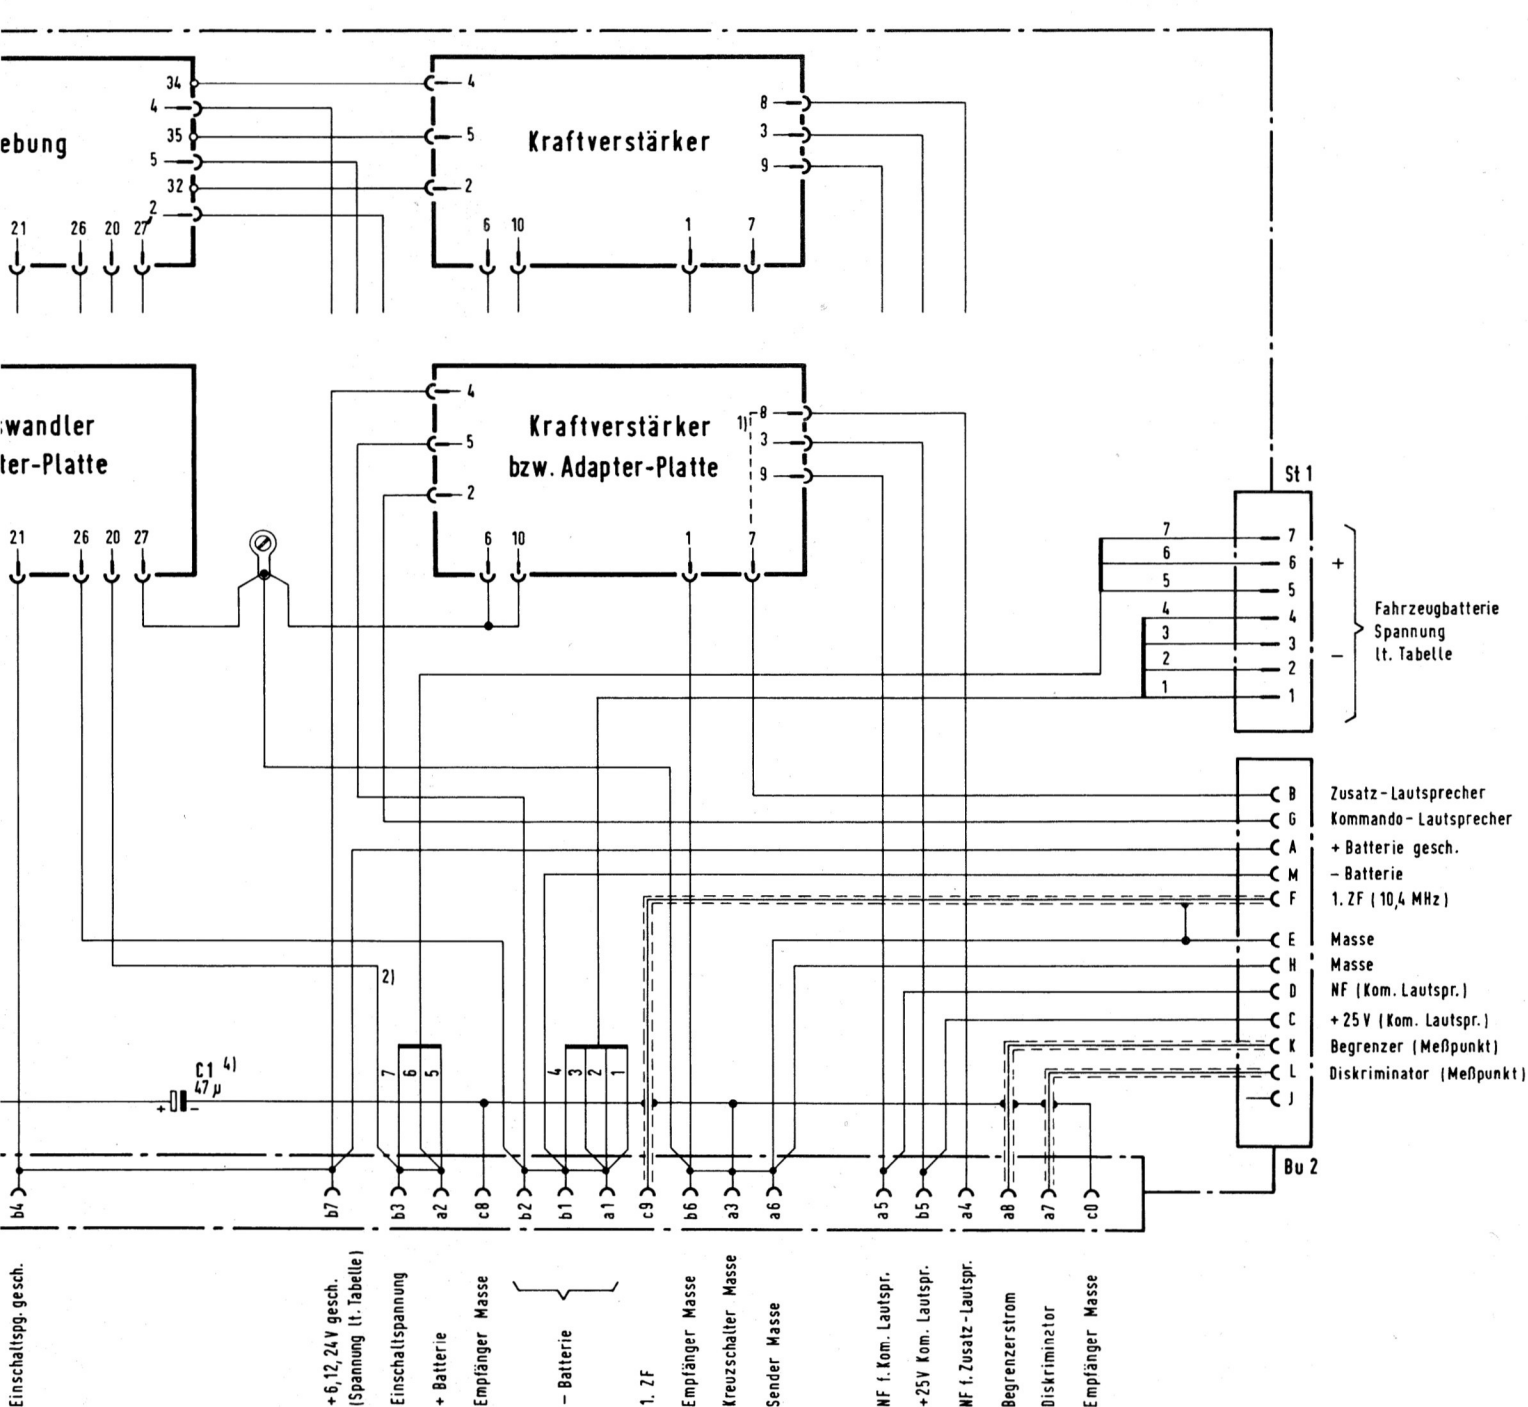 34
4
35
5
32
2
ebung
21
26
20
27
4
5
2
Kraftverstärker
8
3
9
6
10
1
7
wandler
ter-Platte
21
26
20
27
4
5
2
Kraftverstärker
bzw. Adapter-Platte
1)
8
3
9
6
10
1
7
St 1
7 7
6 6
5 5
4 4
3 3
2 2
1 1
+
–
Fahrzeugbatterie
Spannung
lt. Tabelle
B Zusatz-Lautsprecher
G Kommando-Lautsprecher
A + Batterie gesch.
M – Batterie
F 1. ZF (10,4 MHz)
E Masse
H Masse
D NF (Kom. Lautspr.)
C +25V (Kom. Lautspr.)
K Begrenzer (Meßpunkt)
L Diskriminator (Meßpunkt)
J
Bu 2
2)
C1 4)
47µ
+ –
7
6
5
4
3
2
1
b4
b7
b3
a2
c8
b2
b1
a1
c9
b6
a3
a6
a5
b5
a4
a8
a7
c0
Einschaltspg. gesch.
+6,12,24V gesch.
(Spannung lt. Tabelle)
Einschaltspannung
+ Batterie
Empfänger Masse
– Batterie
1. ZF
Empfänger Masse
Kreuzschalter Masse
Sender Masse
NF f. Kom. Lautspr.
+25V Kom. Lautspr.
NF f. Zusatz-Lautspr.
Begrenzerstrom
Diskriminator
Empfänger Masse